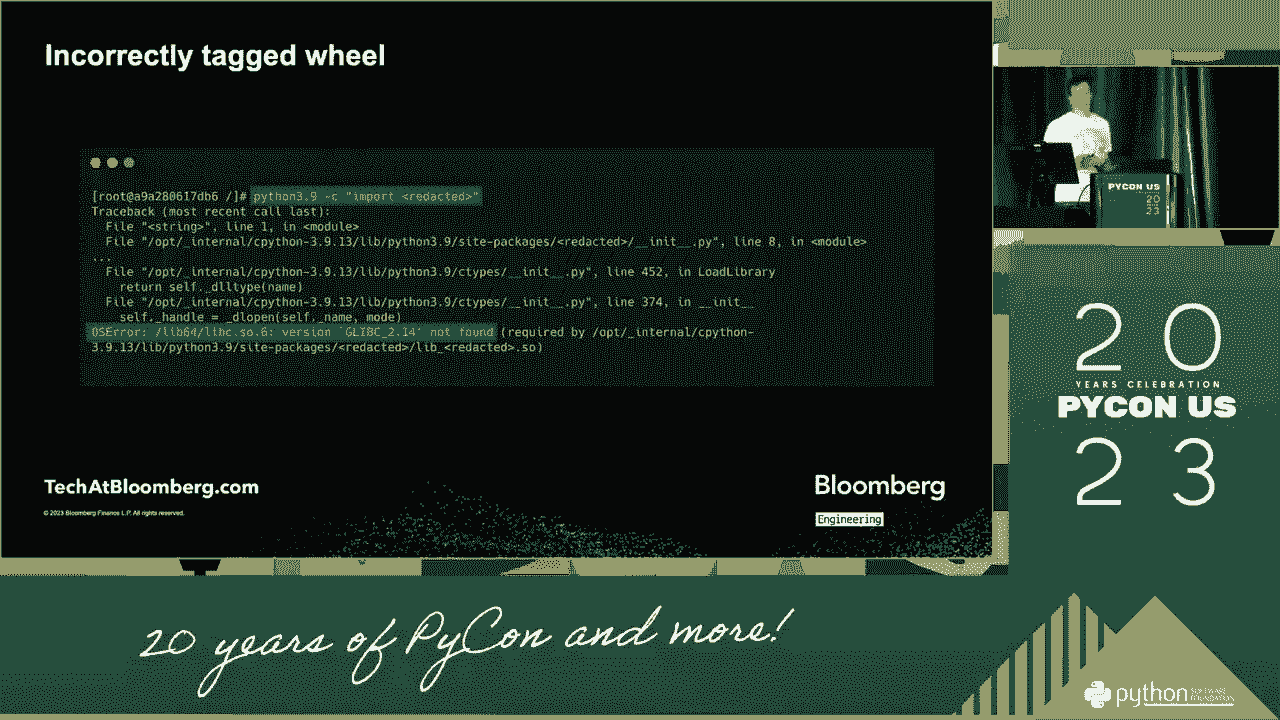 Incorrectly tagged wheel
[root@a9a280617db6 /]# python3.9 -c "import <redacted>"
Traceback (most recent call last):
File "<string>", line 1, in <module>
File "/opt/_internal/cpython-3.9.13/lib/python3.9/site-packages/<redacted>/__init__.py", line 8, in <module>
...
File "/opt/_internal/cpython-3.9.13/lib/python3.9/ctypes/__init__.py", line 452, in LoadLibrary
return self._dlltype(name)
File "/opt/_internal/cpython-3.9.13/lib/python3.9/ctypes/__init__.py", line 374, in __init__
self._handle = _dlopen(self._name, mode)
OSError: /lib64/libc.so.6: version `GLIBC_2.14' not found (required by /opt/_internal/cpython-
3.9.13/lib/python3.9/site-packages/<redacted>/lib_<redacted>.so)
TechAtBloomberg.com
© 2023 Bloomberg Finance L.P. All rights reserved.
Bloomberg
Engineering
PYCON US
20
23
20
YEARS CELEBRATION
PYCON US
23
20 years of PyCon and more!
python
SOFTWARE
FOUNDATION